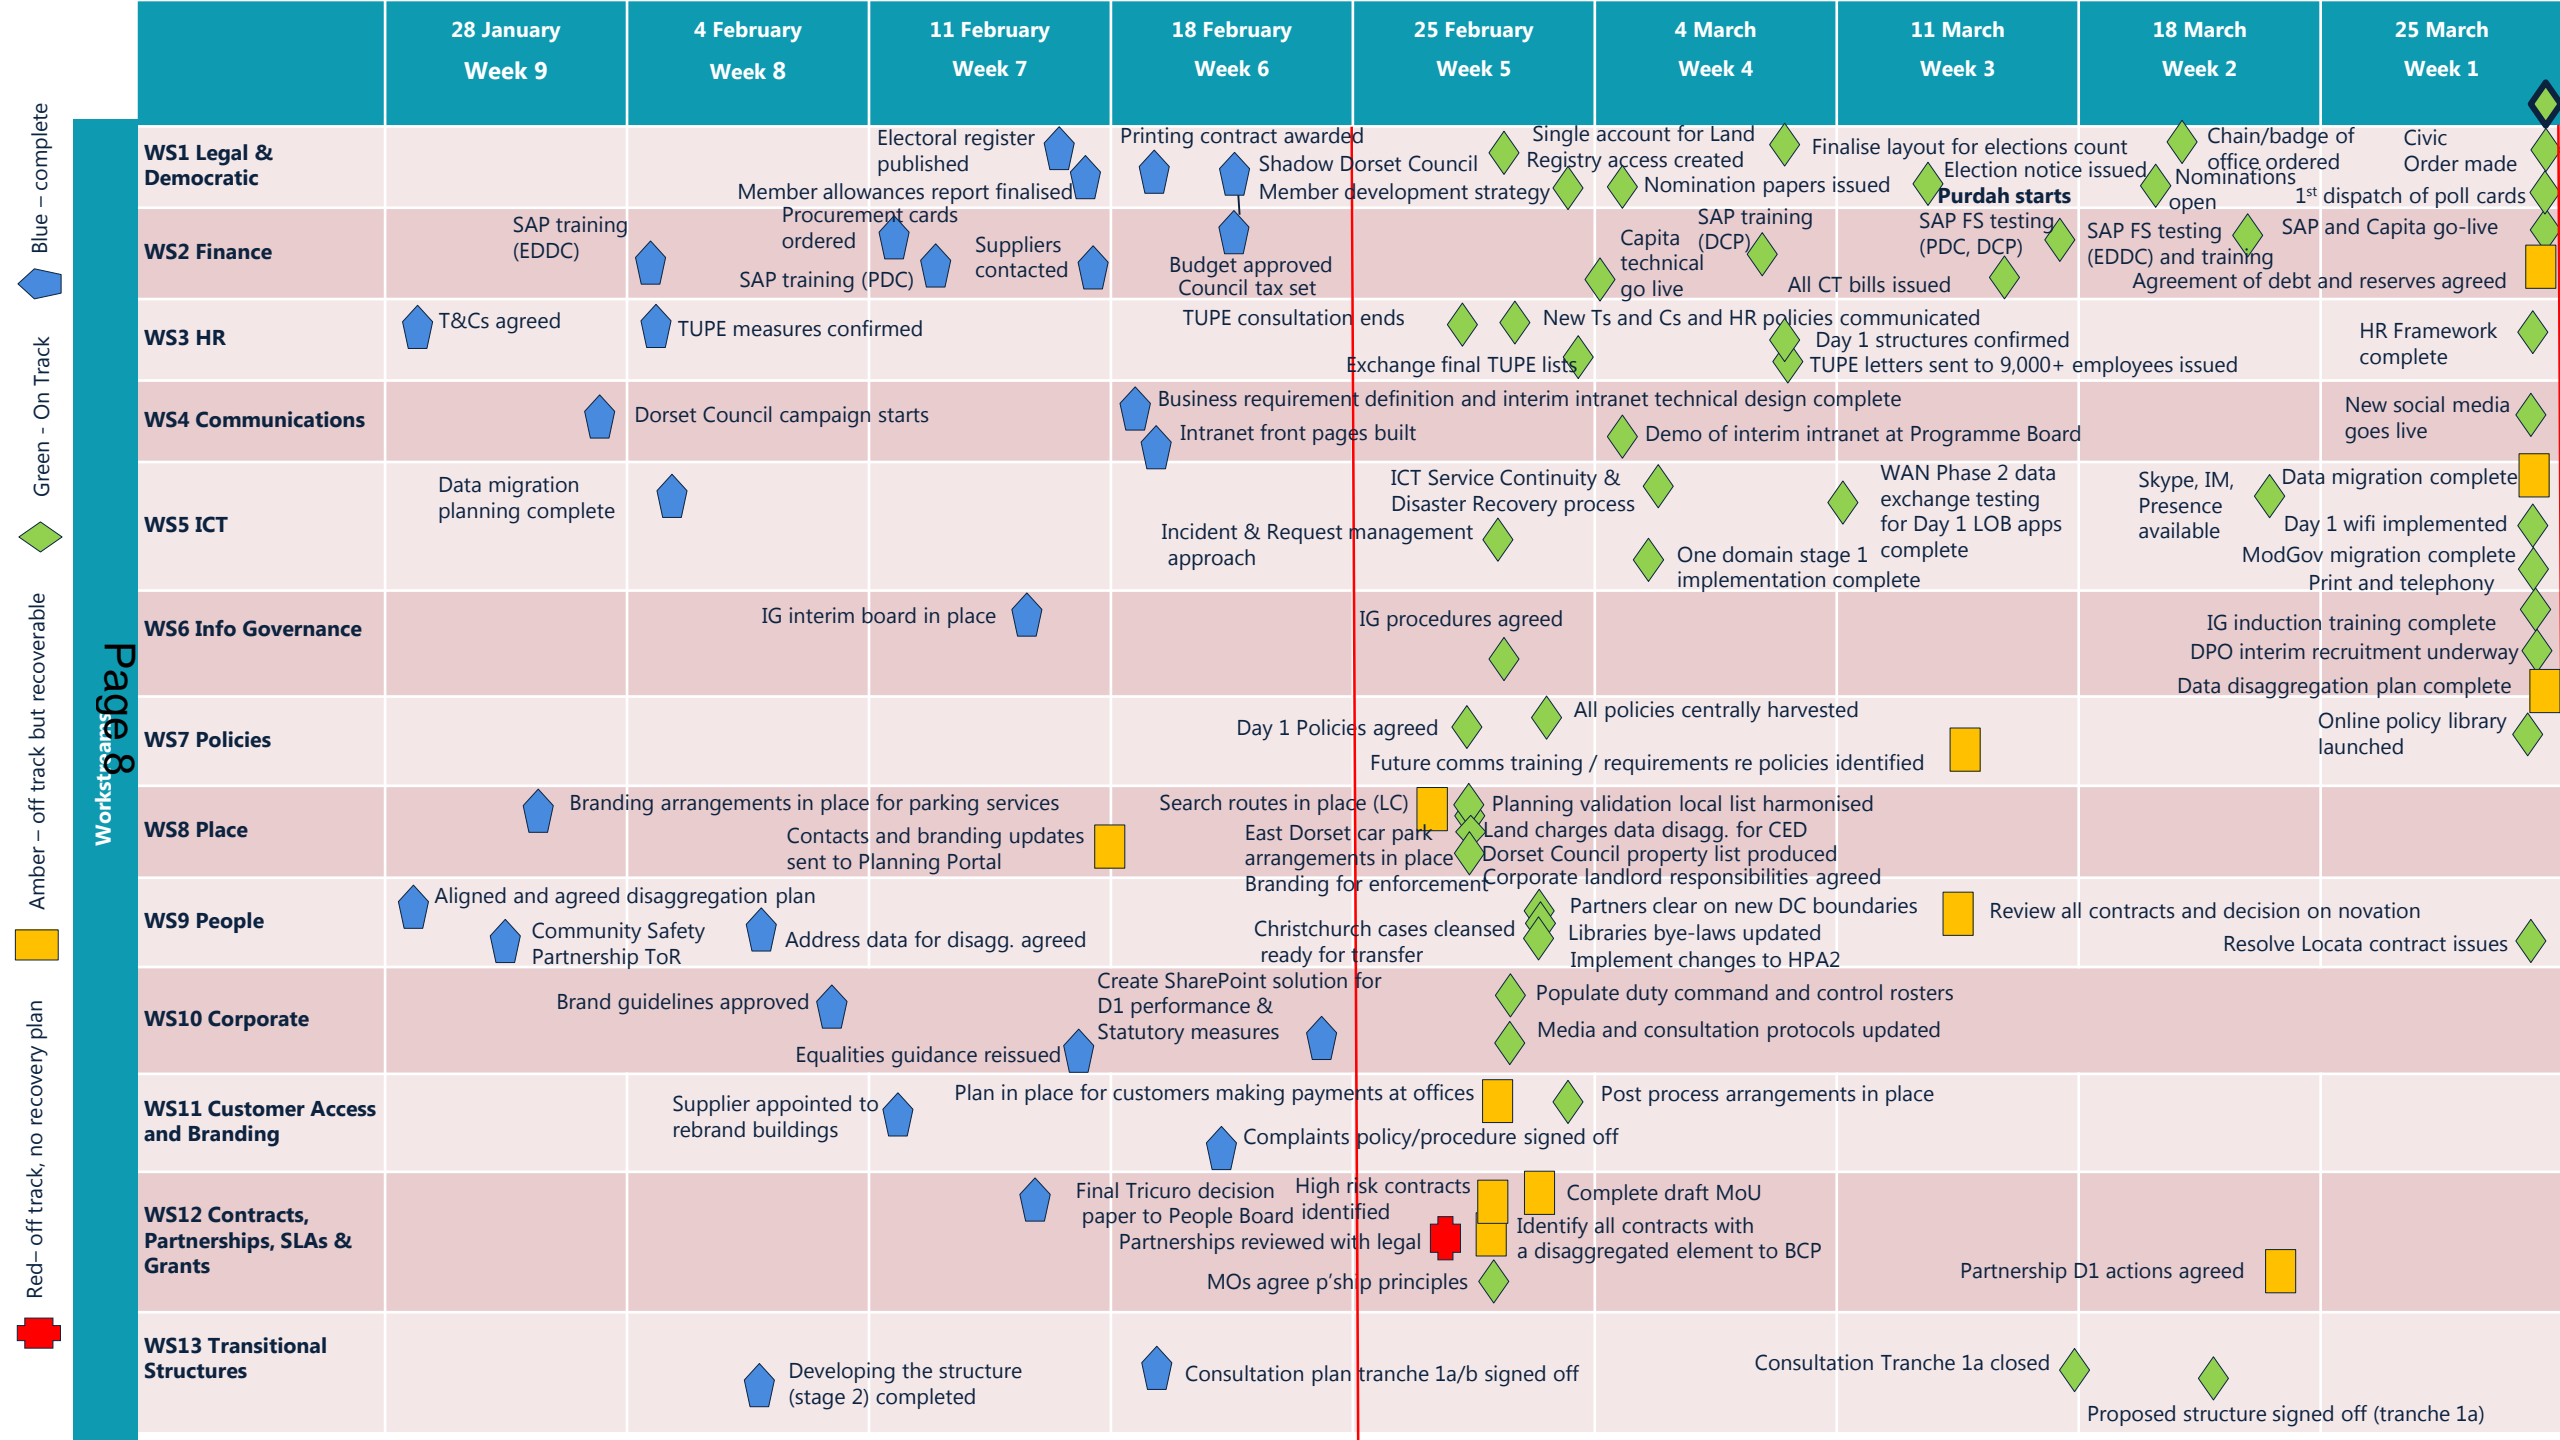 28 January
Week 9
4 February
Week 8
11 February
Week 7
18 February
Week 6
25 February
Week 5
4 March
Week 4
11 March
Week 3
18 March
Week 2
25 March
Week 1
Blue – complete
Green - On Track
Amber – off track but recoverable
Red– off track, no recovery plan
Workstreams
Page 8
WS1 Legal &
Democratic
Electoral register
published
Member allowances report finalised
Printing contract awarded
Shadow Dorset Council
Member development strategy
Single account for Land
Registry access created
Nomination papers issued
Finalise layout for elections count
Election notice issued
Purdah starts
Chain/badge of
office ordered
Nominations
open
Civic
Order made
1st dispatch of poll cards
WS2 Finance
SAP training
(EDDC)
Procurement cards
ordered
SAP training (PDC)
Suppliers
contacted
Budget approved
Council tax set
Capita
technical
go live
SAP training
(DCP)
All CT bills issued
SAP FS testing
(PDC, DCP)
SAP FS testing
(EDDC) and training
SAP and Capita go-live
Agreement of debt and reserves agreed
WS3 HR
T&Cs agreed
TUPE measures confirmed
TUPE consultation ends
Exchange final TUPE lists
New Ts and Cs and HR policies communicated
Day 1 structures confirmed
TUPE letters sent to 9,000+ employees issued
HR Framework
complete
WS4 Communications
Dorset Council campaign starts
Business requirement definition and interim intranet technical design complete
Intranet front pages built
Demo of interim intranet at Programme Board
New social media
goes live
WS5 ICT
Data migration
planning complete
Incident & Request management
approach
ICT Service Continuity &
Disaster Recovery process
One domain stage 1
implementation complete
WAN Phase 2 data
exchange testing
for Day 1 LOB apps
complete
Skype, IM,
Presence
available
Data migration complete
Day 1 wifi implemented
ModGov migration complete
Print and telephony
WS6 Info Governance
IG interim board in place
IG procedures agreed
IG induction training complete
DPO interim recruitment underway
Data disaggregation plan complete
WS7 Policies
Day 1 Policies agreed
All policies centrally harvested
Future comms training / requirements re policies identified
Online policy library
launched
WS8 Place
Branding arrangements in place for parking services
Contacts and branding updates
sent to Planning Portal
Search routes in place (LC)
East Dorset car park
arrangements in place
Branding for enforcement
Planning validation local list harmonised
Land charges data disagg. for CED
Dorset Council property list produced
Corporate landlord responsibilities agreed
WS9 People
Aligned and agreed disaggregation plan
Community Safety
Partnership ToR
Address data for disagg. agreed
Christchurch cases cleansed
ready for transfer
Partners clear on new DC boundaries
Libraries bye-laws updated
Implement changes to HPA2
Review all contracts and decision on novation
Resolve Locata contract issues
WS10 Corporate
Brand guidelines approved
Equalities guidance reissued
Create SharePoint solution for
D1 performance &
Statutory measures
Populate duty command and control rosters
Media and consultation protocols updated
WS11 Customer Access
and Branding
Supplier appointed to
rebrand buildings
Plan in place for customers making payments at offices
Complaints policy/procedure signed off
Post process arrangements in place
WS12 Contracts,
Partnerships, SLAs &
Grants
Final Tricuro decision
paper to People Board
High risk contracts
identified
Partnerships reviewed with legal
MOs agree p’ship principles
Complete draft MoU
Identify all contracts with
a disaggregated element to BCP
Partnership D1 actions agreed
WS13 Transitional
Structures
Developing the structure
(stage 2) completed
Consultation plan tranche 1a/b signed off
Consultation Tranche 1a closed
Proposed structure signed off (tranche 1a)